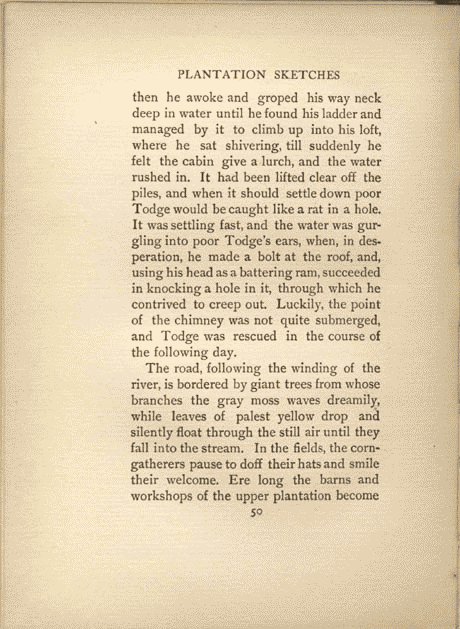 PLANTATION SKETCHES
then he awoke and groped his way neck
deep in water until he found his ladder and
managed by it to climb up into his loft,
where he sat shivering, till suddenly he
felt the cabin give a lurch, and the water
rushed in. It had been lifted clear off the
piles, and when it should settle down poor
Todge would be caught like a rat in a hole.
It was settling fast, and the water was gur-
gling into poor Todge's ears, when, in des-
peration, he made a bolt at the roof, and,
using his head as a battering ram, succeeded
in knocking a hole in it, through which he
contrived to creep out. Luckily, the point
of the chimney was not quite submerged,
and Todge was rescued in the course of
the following day.
The road, following the winding of the
river, is bordered by giant trees from whose
branches the gray moss waves dreamily,
while leaves of palest yellow drop and
silently float through the still air until they
fall into the stream. In the fields, the corn-
gatherers pause to doff their hats and smile
their welcome. Ere long the barns and
workshops of the upper plantation become
50